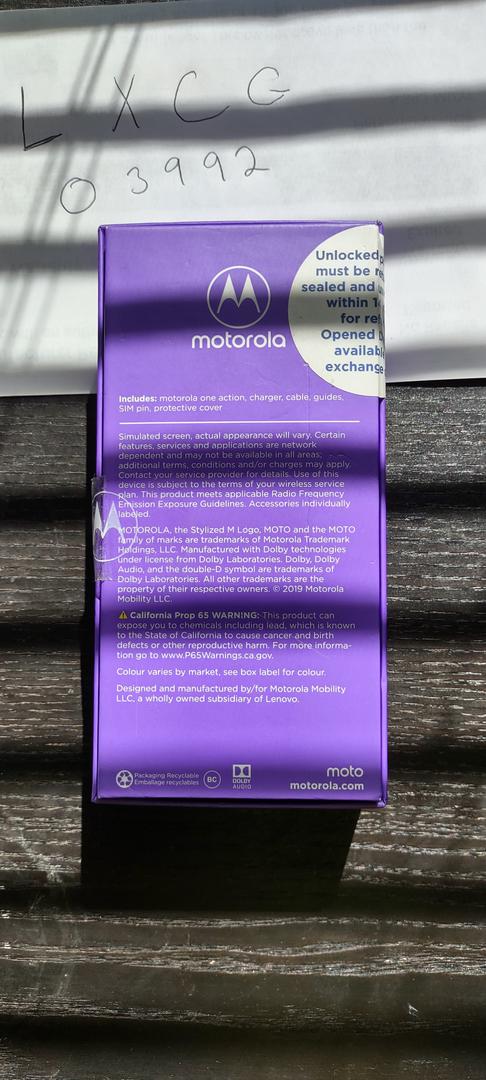 L X C G
0 3992
motorola
Unlocked
must be
sealed and
within
for
Opened
exchange
Includes: motorola one action, charger, cable, guides,
SIM pin, protective cover
Simulated screen, actual appearance will vary. Certain
features, services and applications are network
dependent and may not be available in all areas;
additional terms, conditions and/or charges may apply.
Contact your service provider for details. Use of this
device is subject to the terms of your wireless service
plan. This product meets applicable Radio Frequency
Emission Exposure Guidelines. Accessories individually
labeled.
MOTOROLA, the Stylized M Logo, MOTO and the MOTO
family of marks are trademarks of Motorola Trademark
Holdings, LLC. Manufactured with Dolby technologies
under license from Dolby Laboratories. Dolby, Dolby
Audio, and the double-D symbol are trademarks of
Dolby Laboratories. All other trademarks are the
property of their respective owners. © 2019 Motorola
Mobility LLC.
⚠ California Prop 65 WARNING: This product can
expose you to chemicals including lead, which is known
to the State of California to cause cancer and birth
defects or other reproductive harm. For more informa-
tion go to www.P65Warnings.ca.gov.
Colour varies by market, see box label for colour.
Designed and manufactured by/for Motorola Mobility
LLC, a wholly owned subsidiary of Lenovo.
Packaging Recyclable
Emballage recyclables
BC
DOLBY
AUDIO
moto
motorola.com